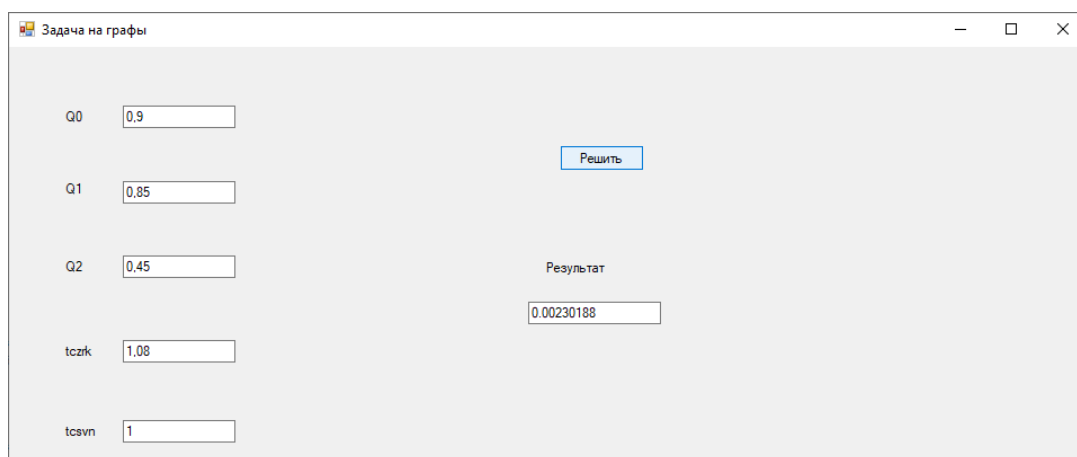 Задача на графы
Q0 0,9
Решить
Q1 0,85
Q2 0,45
Результат
0.00230188
tczrk 1,08
tcsvn 1